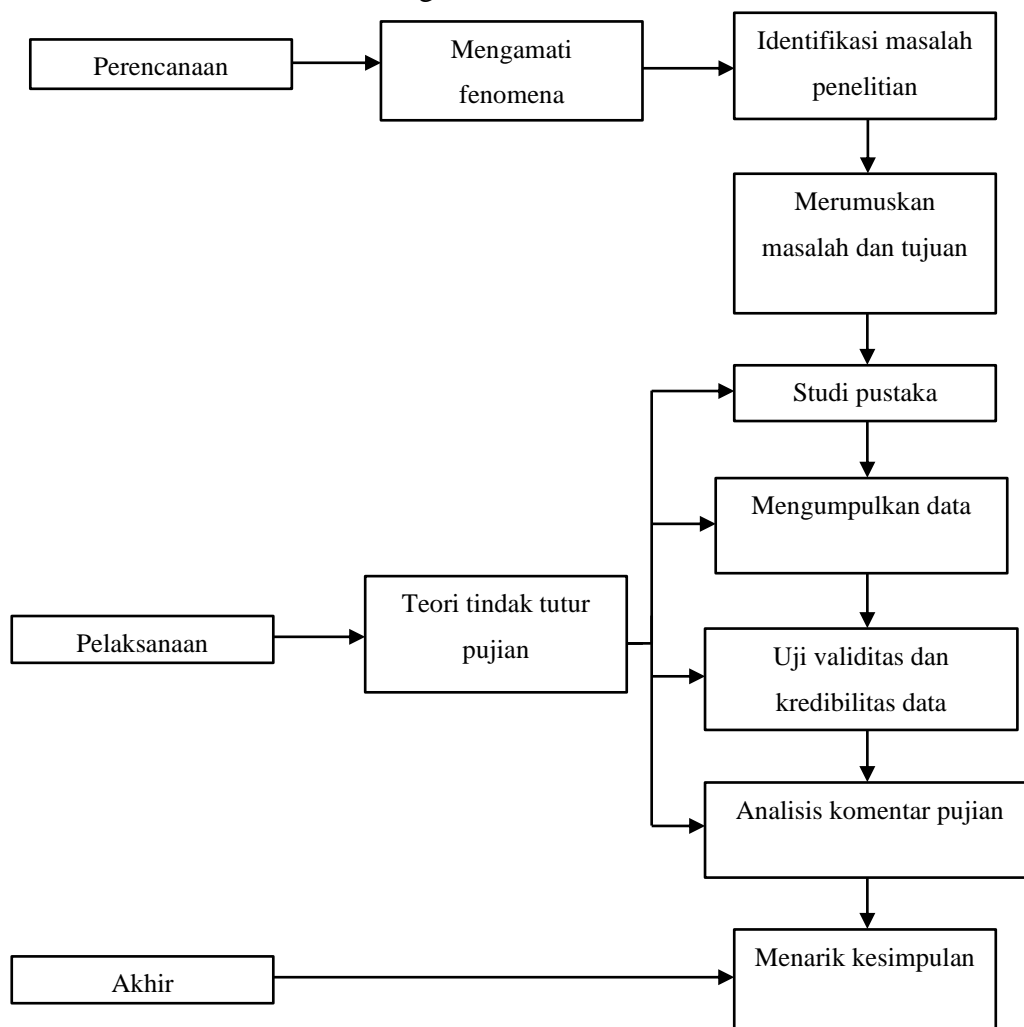 Perencanaan
Mengamati
fenomena
Identifikasi masalah
penelitian
Merumuskan
masalah dan tujuan
Studi pustaka
Mengumpulkan data
Pelaksanaan
Teori tindak tutur
pujian
Uji validitas dan
kredibilitas data
Analisis komentar pujian
Akhir
Menarik kesimpulan